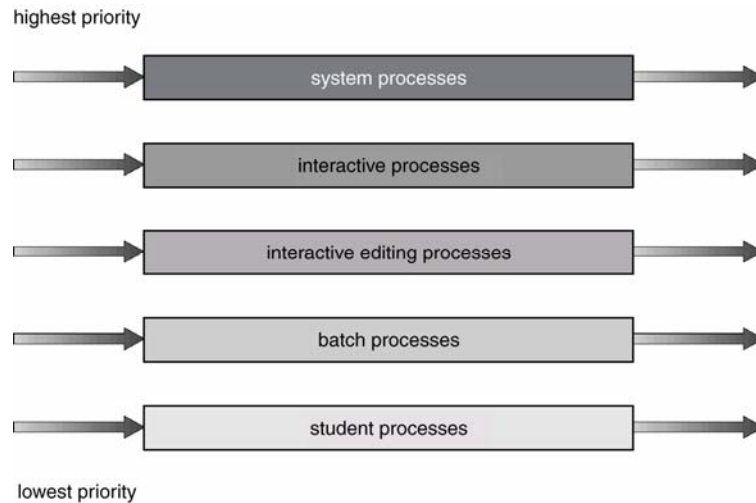 highest priority
system processes
interactive processes
interactive editing processes
batch processes
student processes
lowest priority